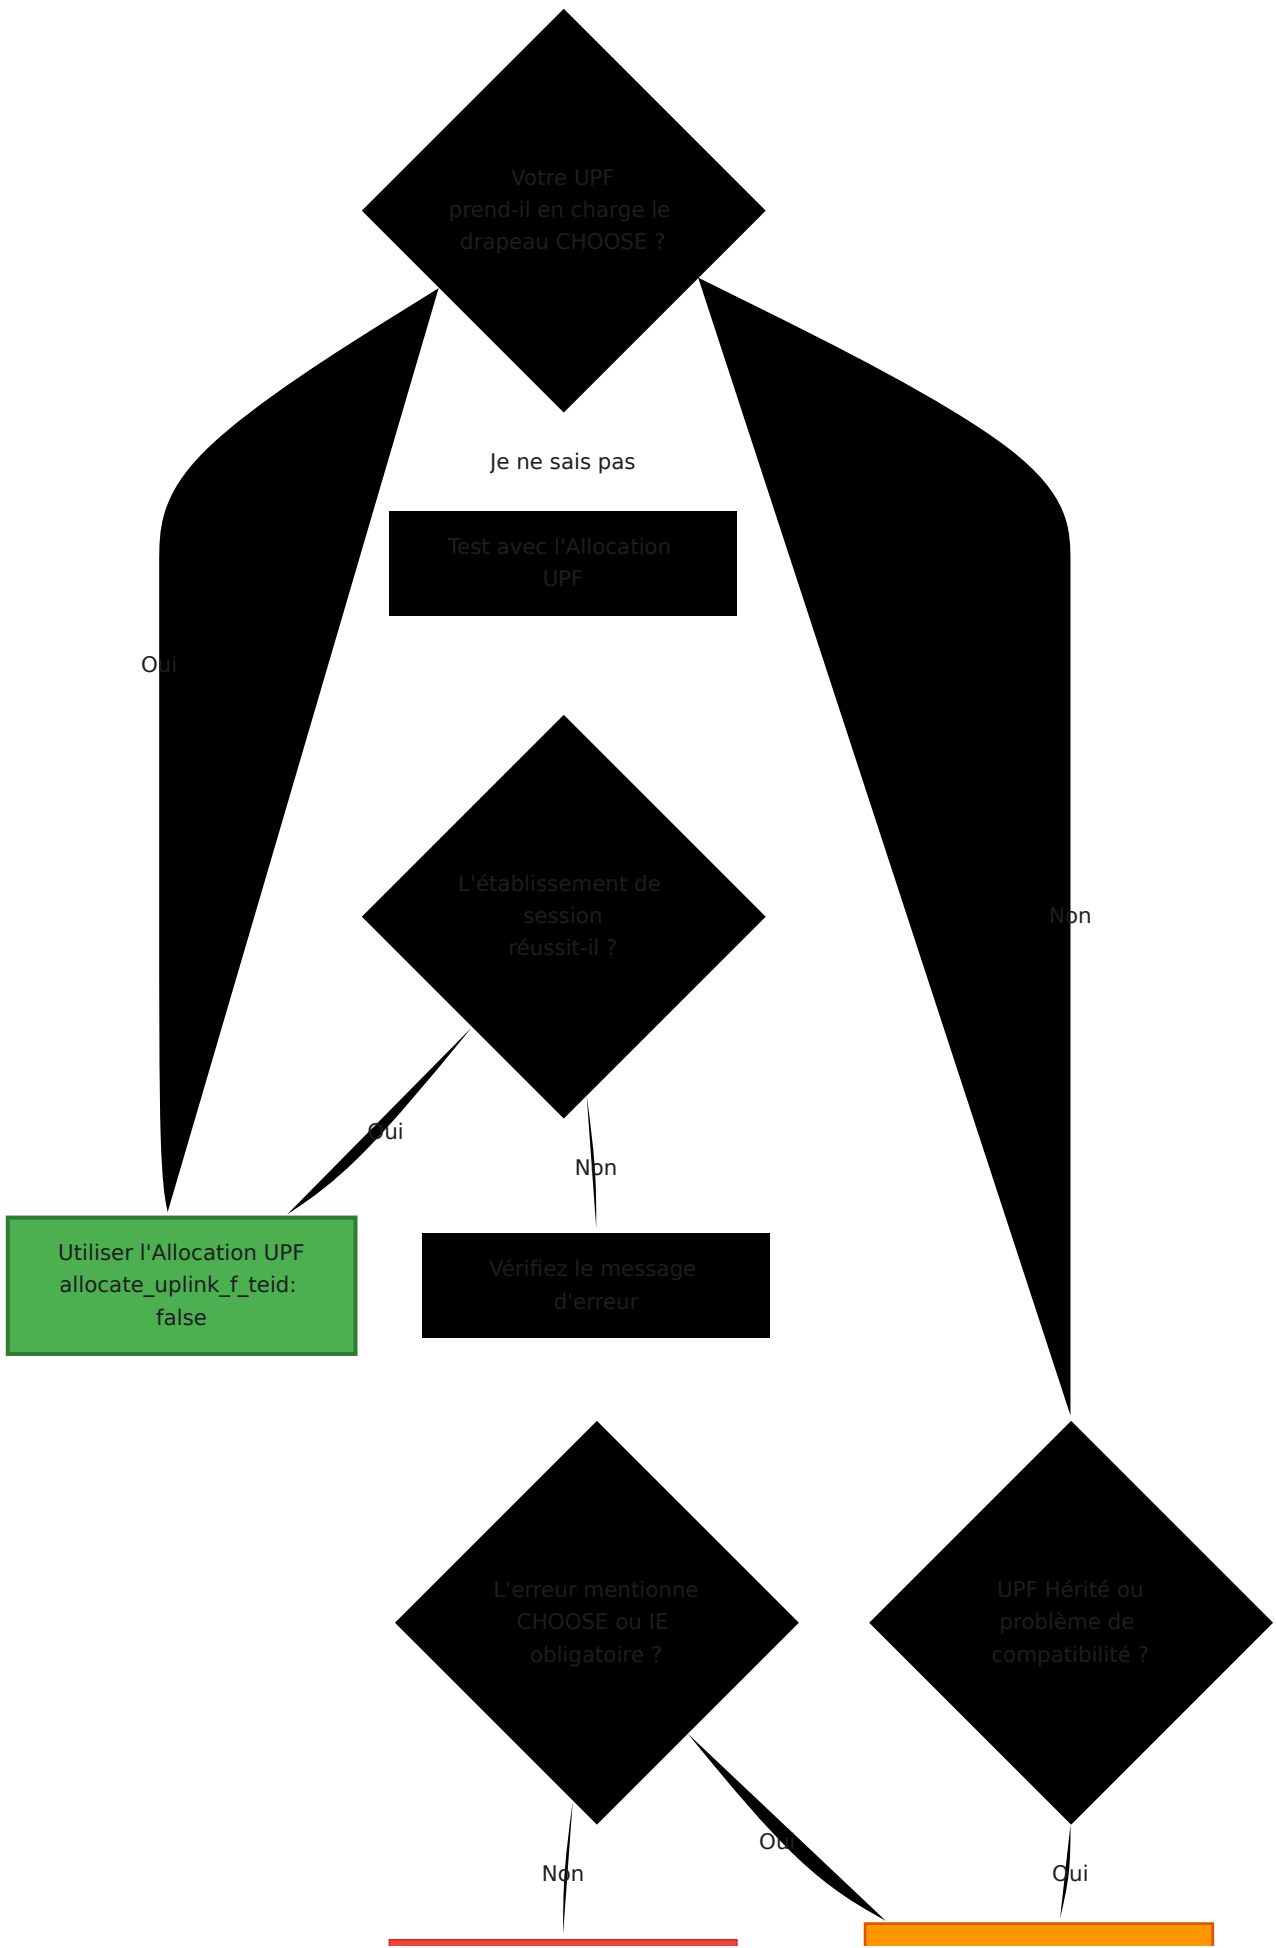 Votre UPF
prend-il en charge le
drapeau CHOOSE ?
Je ne sais pas
Test avec l'Allocation
UPF
Oui
L'établissement de
session
réussit-il ?
Non
Oui
Non
Utiliser l'Allocation UPF
allocate_uplink_f_teid:
false
Vérifiez le message
d'erreur
L'erreur mentionne
CHOOSE ou IE
obligatoire ?
UPF Hérité ou
problème de
compatibilité ?
Oui
Non
Oui